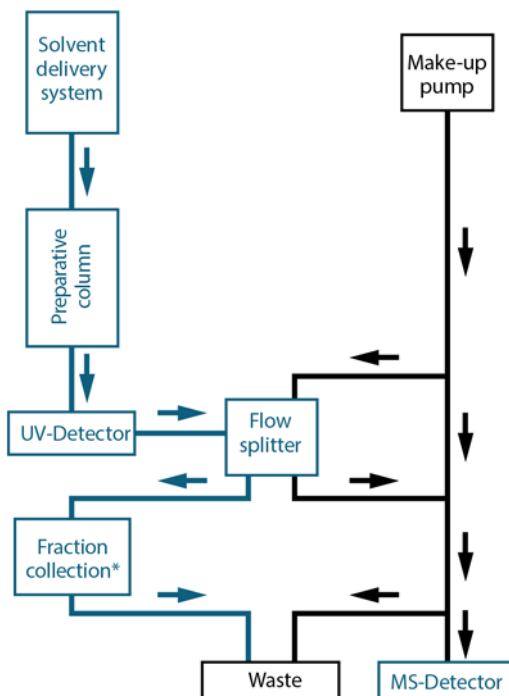 Solvent
delivery
system
Make-up
pump
Preparative
column
UV-Detector
Flow
splitter
Fraction
collection*
Waste
MS-Detector